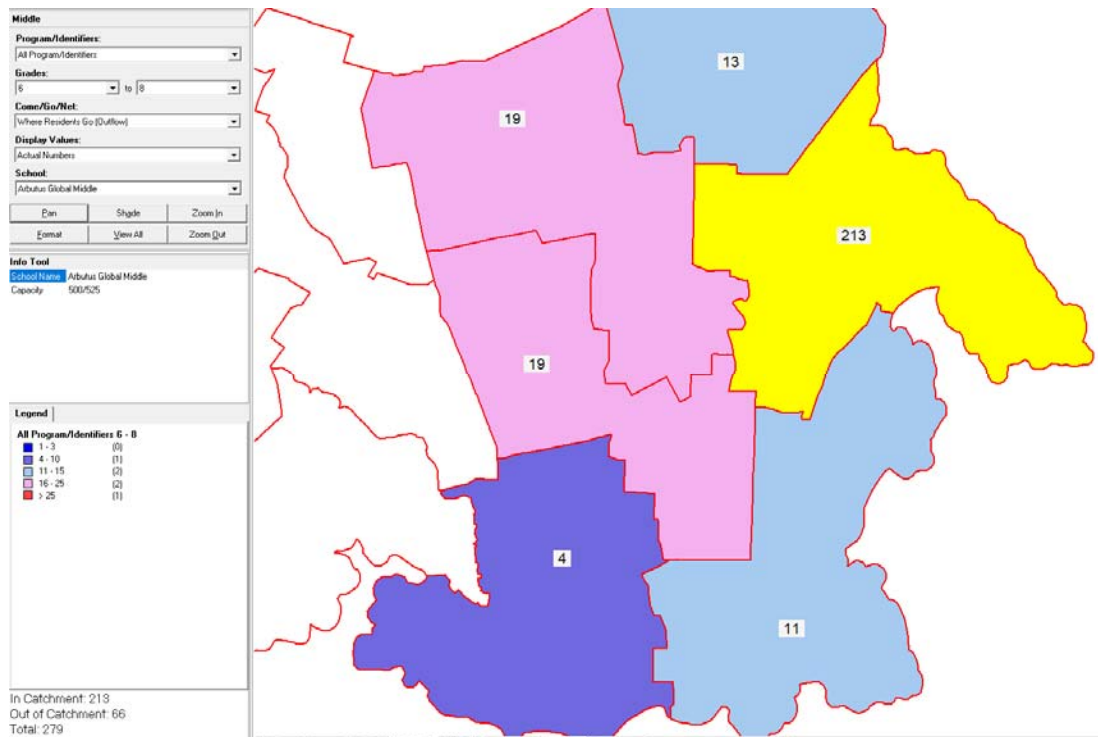 Middle
Program/Identifiers:
All Program/Identifiers
Grades:
6 to 8
Come/Go/Net:
Where Residents Go (Outflow)
Display Values:
Actual Numbers
School:
Arbutus Global Middle
Pan Shade Zoom In
Format View All Zoom Out
Info Tool
School Name Arbutus Global Middle
Capacity 500/525
Legend
All Program/Identifiers 6 - 8
1 - 3 (0)
4 - 10 (1)
11 - 15 (2)
16 - 25 (2)
> 25 (1)
In Catchment: 213
Out of Catchment: 66
Total: 279
13
19
213
19
4
11